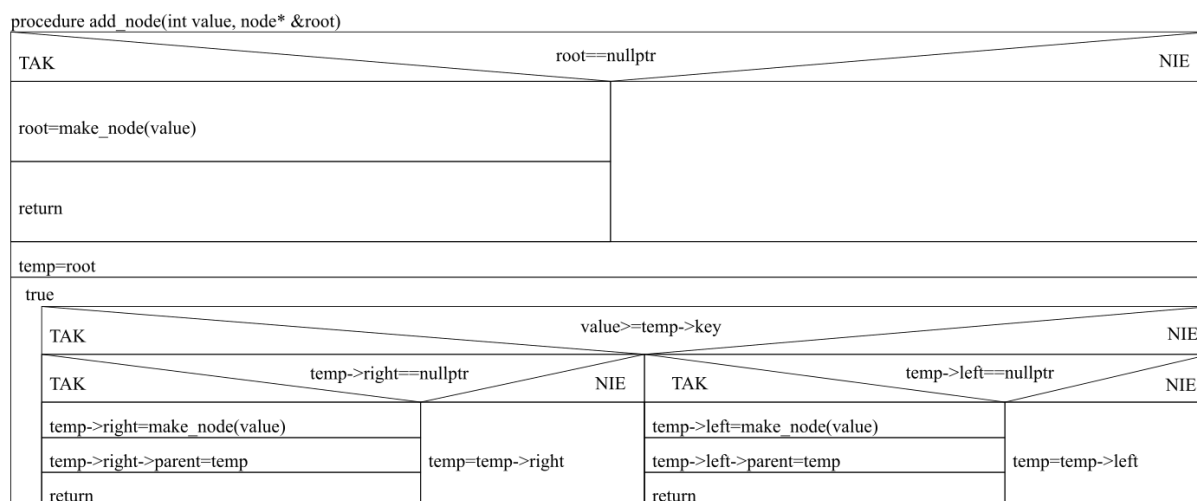 procedure add_node(int value, node* &root)
root==nullptr
TAK
NIE
root=make_node(value)
return
temp=root
true
value>=temp->key
TAK
NIE
temp->right==nullptr
TAK
NIE
temp->left==nullptr
TAK
NIE
temp->right=make_node(value)
temp->right->parent=temp
return
temp=temp->right
temp->left=make_node(value)
temp->left->parent=temp
return
temp=temp->left